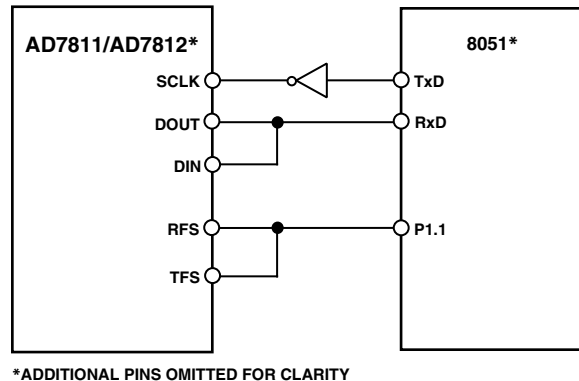 AD7811/AD7812*
8051*
SCLK
TxD
DOUT
RxD
DIN
RFS
P1.1
TFS
*ADDITIONAL PINS OMITTED FOR CLARITY